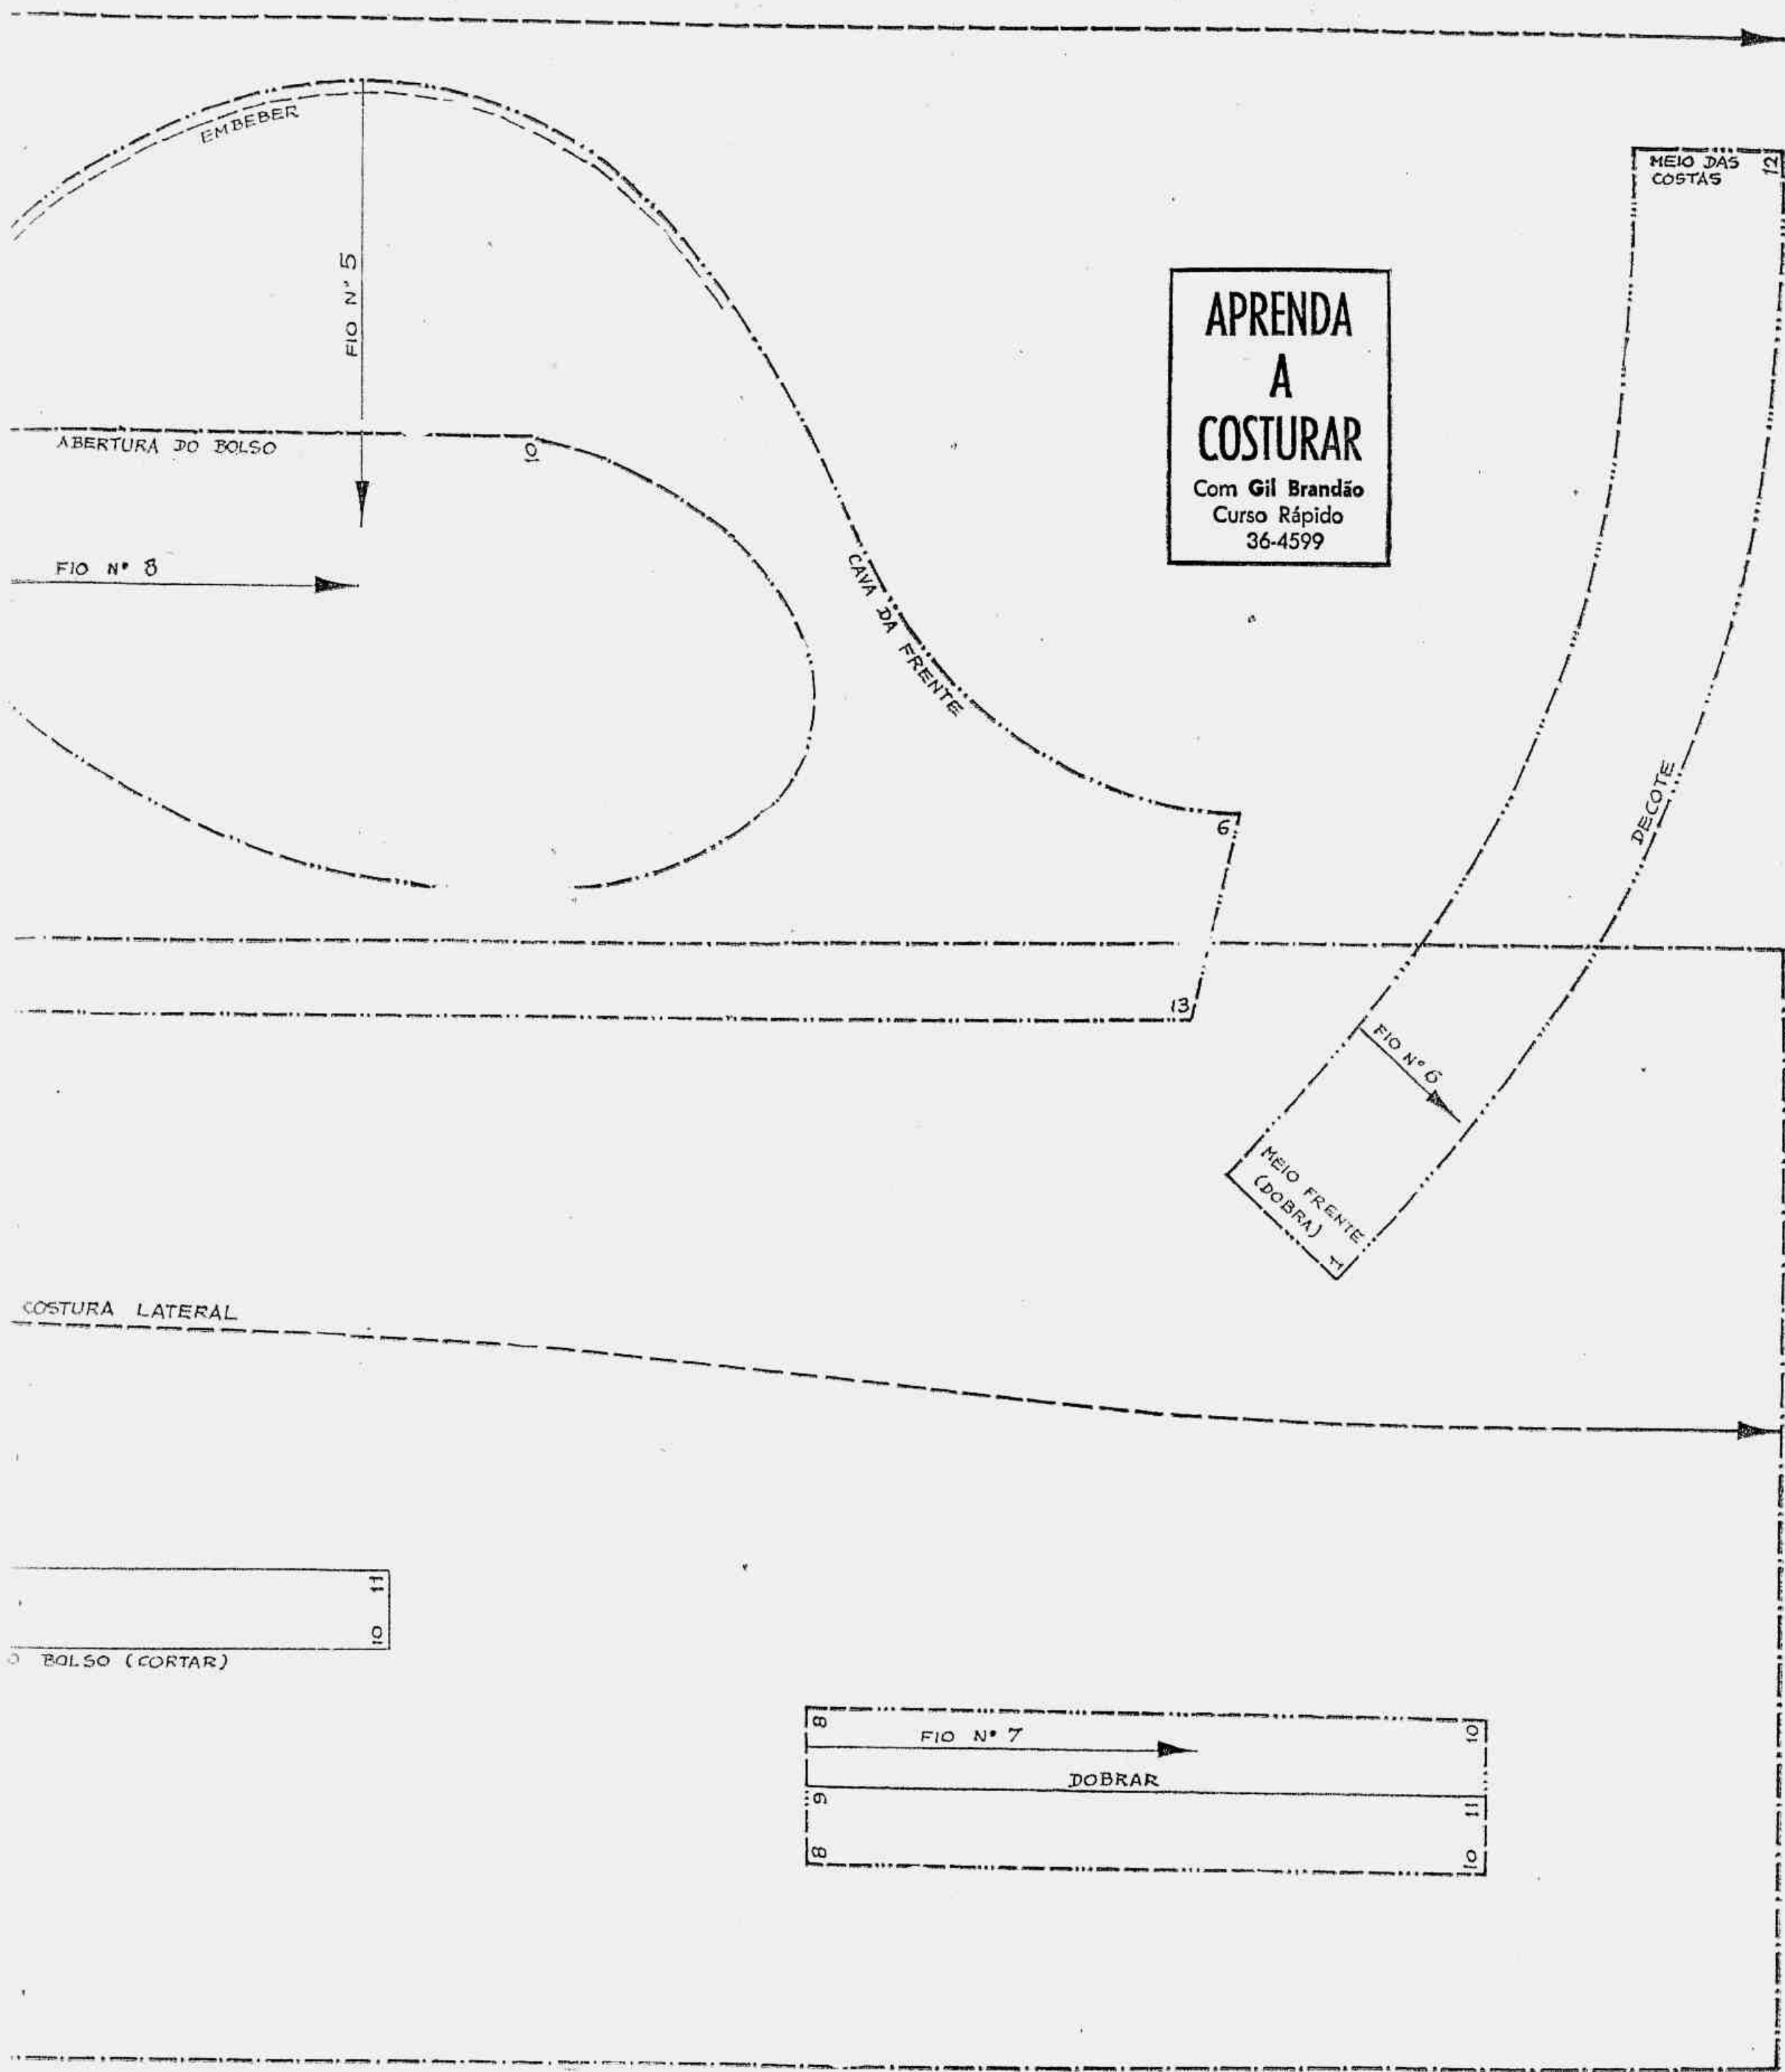 EMBEBER
MEIO DAS
COSTAS
12
FIO Nº 5
APRENDA
A
COSTURAR
Com Gil Brandão
Curso Rápido
36-4599
ABERTURA DO BOLSO
10
FIO Nº 8
CAVA DA FRENTE
DECOTE
6
13
FIO Nº 6
MEIO FRENTE
(DOBRA)
1
COSTURA LATERAL
11
10
BOLSO (CORTAR)
8
FIO Nº 7
10
DOBRAR
9
11
8
10